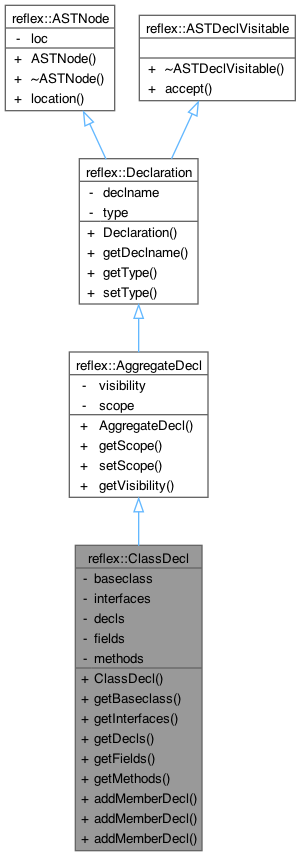 reflex::ASTNode
- loc
+ ASTNode()
+ ~ASTNode()
+ location()
reflex::ASTDeclVisitable
+ ~ASTDeclVisitable()
+ accept()
reflex::Declaration
- declname
- type
+ Declaration()
+ getDeclname()
+ getType()
+ setType()
reflex::AggregateDecl
- visibility
- scope
+ AggregateDecl()
+ getScope()
+ setScope()
+ getVisibility()
reflex::ClassDecl
- baseclass
- interfaces
- decls
- fields
- methods
+ ClassDecl()
+ getBaseclass()
+ getInterfaces()
+ getDecls()
+ getFields()
+ getMethods()
+ addMemberDecl()
+ addMemberDecl()
+ addMemberDecl()